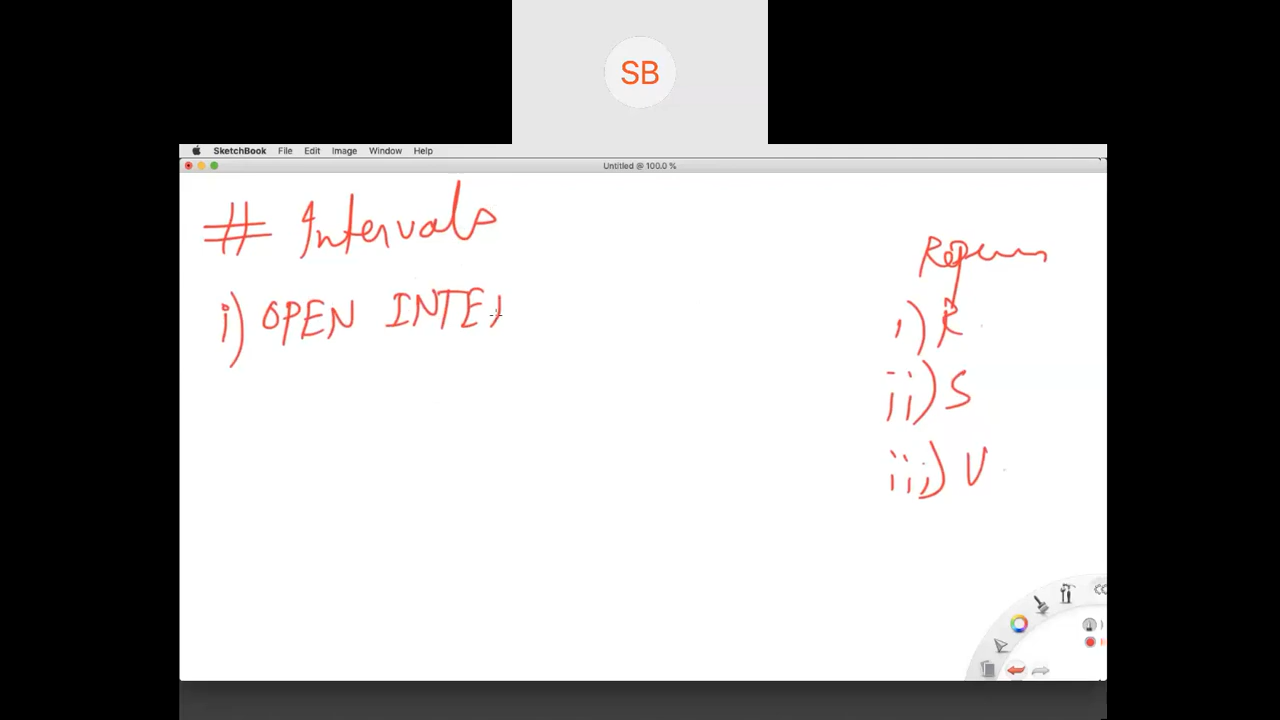 SB
SketchBook File Edit Image Window Help
Untitled @ 100.0 %
# Intervals
i) OPEN INTE
i) R
ii) S
iii) V